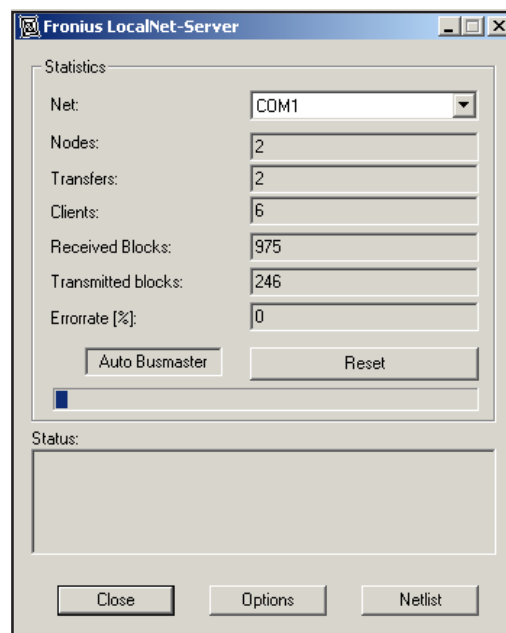 Fronius LocalNet-Server
Statistics
Net: COM1
Nodes: 2
Transfers: 2
Clients: 6
Received Blocks: 975
Transmitted blocks: 246
Errorrate [%]: 0
Auto Busmaster Reset
Status:
Close Options Netlist